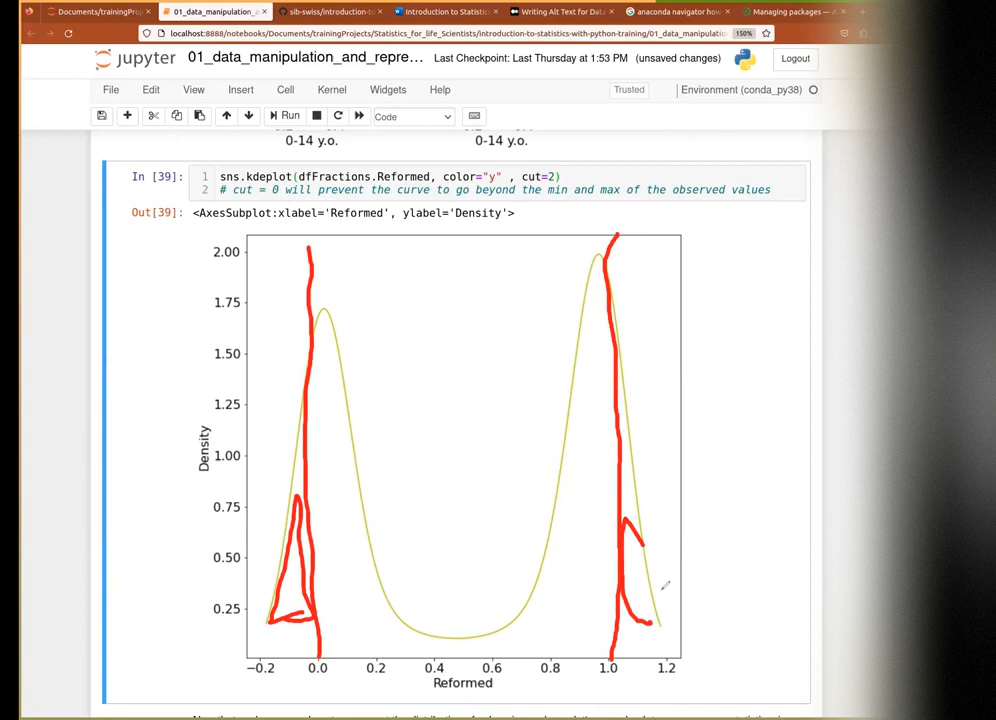 Documents/trainingProj
01_data_manipulation_a
sib-swiss/introduction-to
Introduction to Statistic
Writing Alt Text for Data
anaconda navigator how
Managing packages — A
localhost:8888/notebooks/Documents/trainingProjects/Statistics_for_life_Scientists/introduction-to-statistics-with-python-training/01_data_manipulation
150%
jupyter 01_data_manipulation_and_repre... Last Checkpoint: Last Thursday at 1:53 PM (unsaved changes) Logout
File Edit View Insert Cell Kernel Widgets Help Trusted Environment (conda_py38)
Run Code
0-14 y.o. 0-14 y.o.
In [39]: 1 sns.kdeplot(dfFractions.Reformed, color="y" , cut=2)
2 # cut = 0 will prevent the curve to go beyond the min and max of the observed values
Out[39]: <AxesSubplot:xlabel='Reformed', ylabel='Density'>
2.00
1.75
1.50
1.25
1.00
0.75
0.50
0.25
Density
−0.2 0.0 0.2 0.4 0.6 0.8 1.0 1.2
Reformed